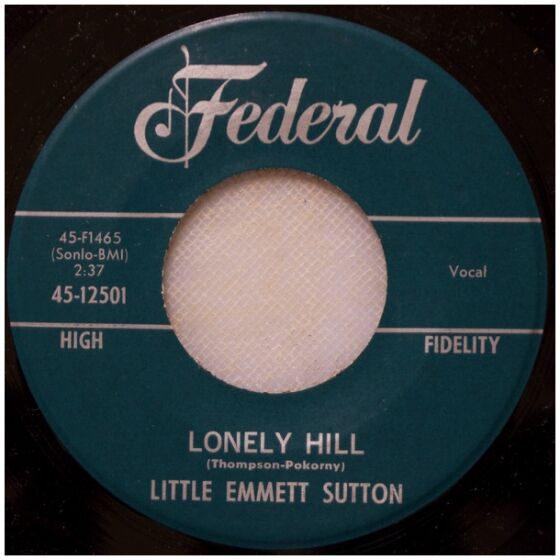 Federal
45-F1465
(Sonlo-BMI)
2:37
45-12501
Vocal
HIGH FIDELITY
LONELY HILL
(Thompson-Pokorny)
LITTLE EMMETT SUTTON